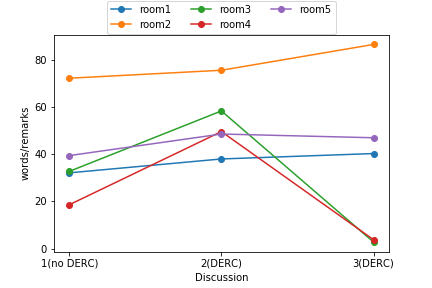 room1 room3 room5
room2 room4
80
60
40
20
0
words/remarks
1(no DERC) 2(DERC) 3(DERC)
Discussion